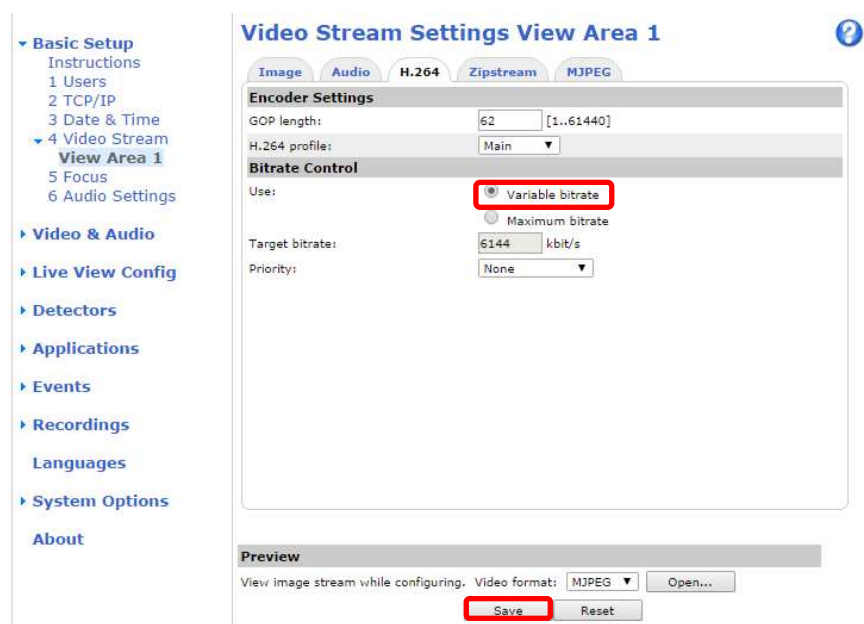 Basic Setup
Instructions
1 Users
2 TCP/IP
3 Date & Time
4 Video Stream
View Area 1
5 Focus
6 Audio Settings
Video & Audio
Live View Config
Detectors
Applications
Events
Recordings
Languages
System Options
About
Video Stream Settings View Area 1
?
Image Audio H.264 Zipstream MJPEG
Encoder Settings
GOP length: 62 [1..61440]
H.264 profile: Main
Bitrate Control
Use: Variable bitrate
Maximum bitrate
Target bitrate: 6144 kbit/s
Priority: None
Preview
View image stream while configuring. Video format: MJPEG Open...
Save Reset